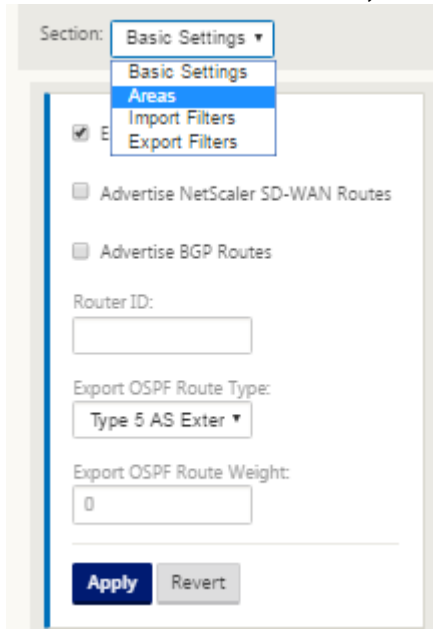 Section: Basic Settings
Basic Settings
Areas
Import Filters
Export Filters
E
Advertise NetScaler SD-WAN Routes
Advertise BGP Routes
Router ID:
Export OSPF Route Type:
Type 5 AS Exter
Export OSPF Route Weight:
0
Apply Revert